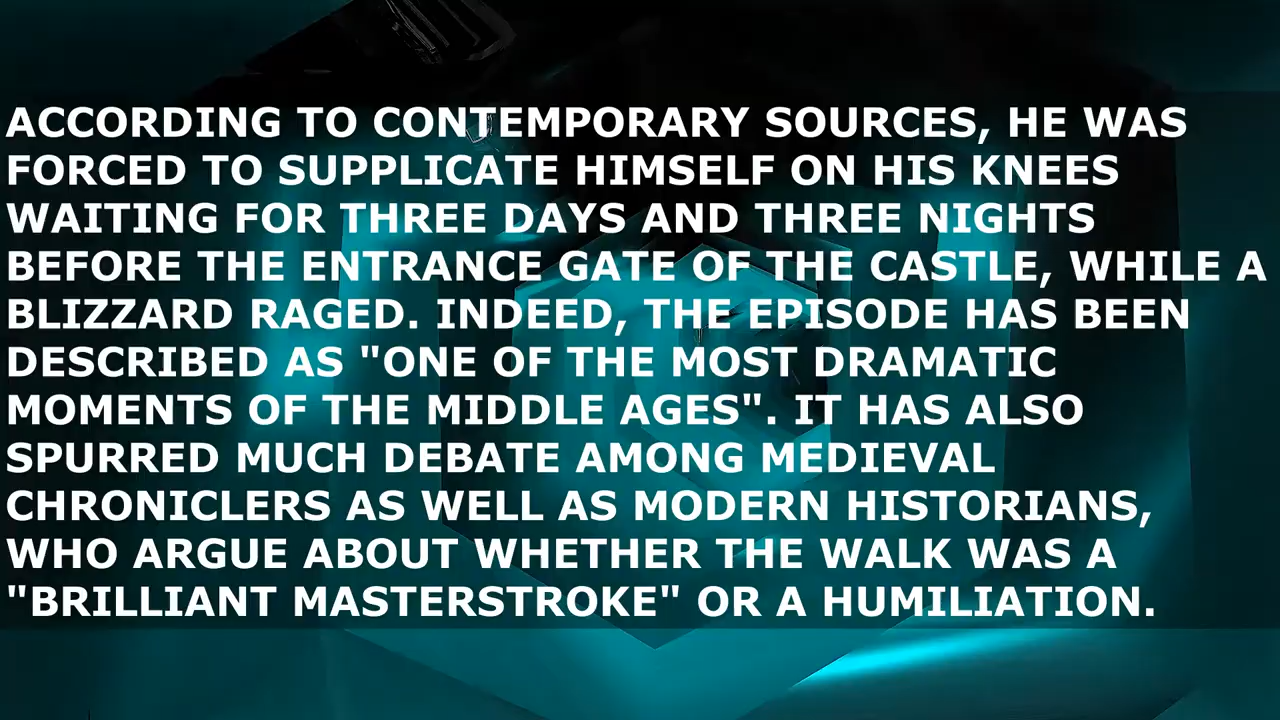 ACCORDING TO CONTEMPORARY SOURCES, HE WAS
FORCED TO SUPPLICATE HIMSELF ON HIS KNEES
WAITING FOR THREE DAYS AND THREE NIGHTS
BEFORE THE ENTRANCE GATE OF THE CASTLE, WHILE A
BLIZZARD RAGED. INDEED, THE EPISODE HAS BEEN
DESCRIBED AS "ONE OF THE MOST DRAMATIC
MOMENTS OF THE MIDDLE AGES". IT HAS ALSO
SPURRED MUCH DEBATE AMONG MEDIEVAL
CHRONICLERS AS WELL AS MODERN HISTORIANS,
WHO ARGUE ABOUT WHETHER THE WALK WAS A
"BRILLIANT MASTERSTROKE" OR A HUMILIATION.